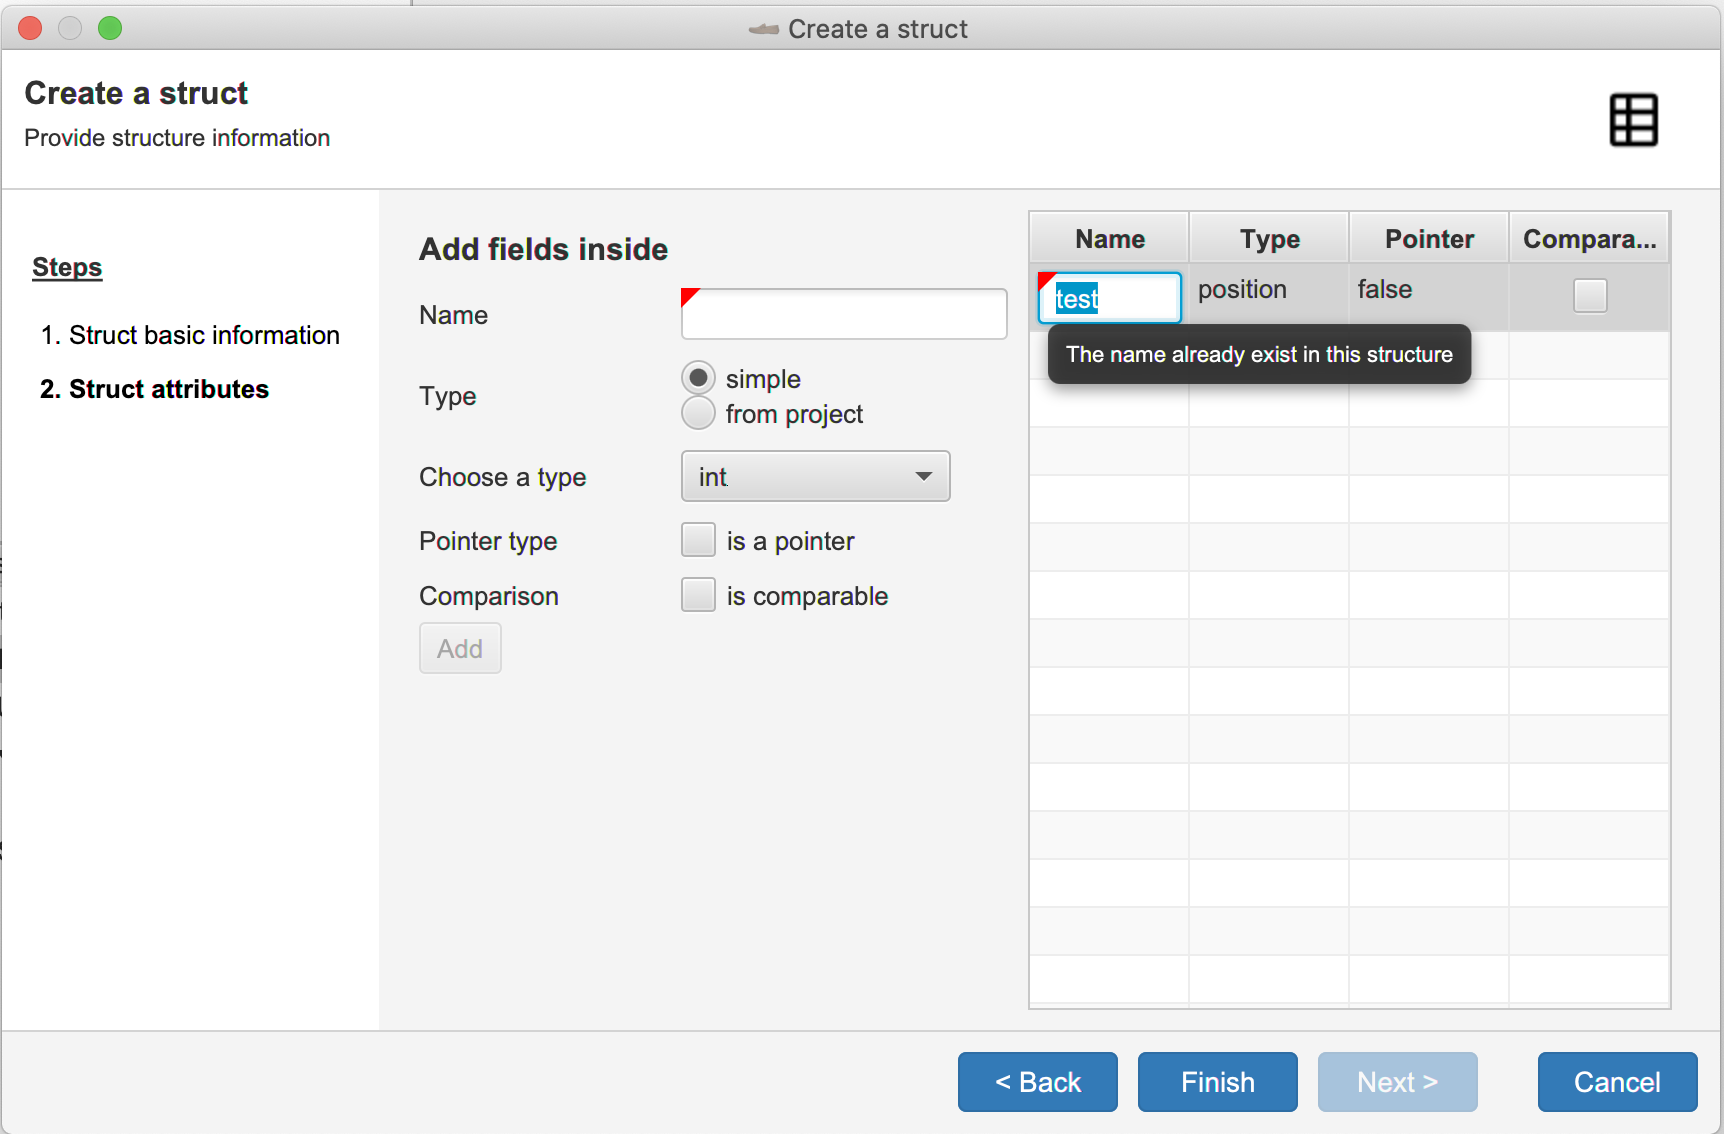 Create a struct
Create a struct
Provide structure information
Steps
1. Struct basic information
2. Struct attributes
Add fields inside
Name
Type
simple
from project
Choose a type
int
Pointer type
is a pointer
Comparison
is comparable
Add
Name Type Pointer Compara...
test position false
The name already exist in this structure
< Back Finish Next > Cancel